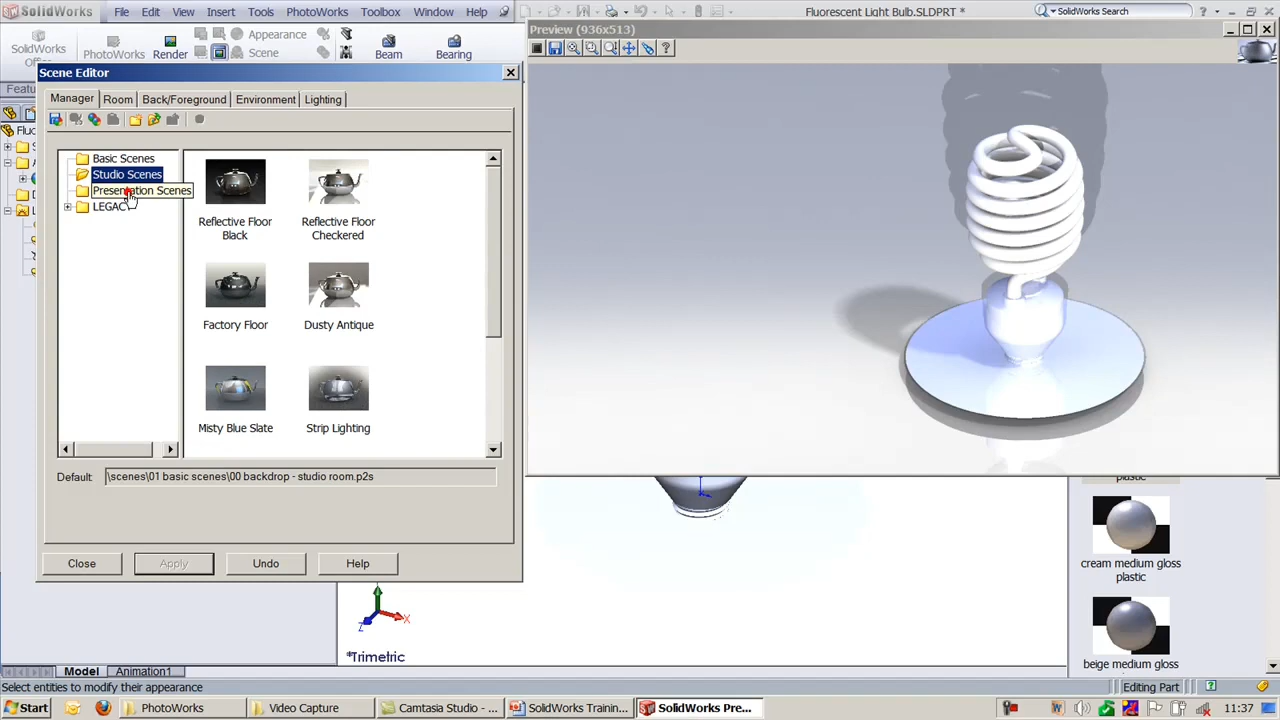 SolidWorks File Edit View Insert Tools PhotoWorks Toolbox Window Help
Fluorescent Light Bulb.SLDPRT *
SolidWorks Search
SolidWorks
PhotoWorks
Render
Appearance
Scene
Beam
Bearing
Preview (936x513)
Scene Editor
Manager Room Back/Foreground Environment Lighting
Basic Scenes
Studio Scenes
Presentation Scenes
LEGACY
Reflective Floor
Black
Reflective Floor
Checkered
Factory Floor
Dusty Antique
Misty Blue Slate
Strip Lighting
Default: \scenes\01 basic scenes\00 backdrop - studio room.p2s
Close Apply Undo Help
plastic
cream medium gloss
plastic
beige medium gloss
X
Z
*Trimetric
Model Animation1
Select entities to modify their appearance
Editing Part
Start
PhotoWorks
Video Capture
Camtasia Studio - ...
SolidWorks Trainin...
SolidWorks Pre...
11:37